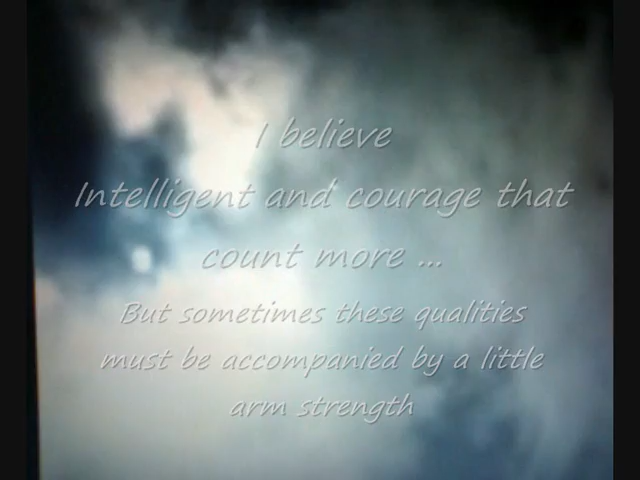 I believe
Intelligent and courage that
count more ...
But sometimes these qualities
must be accompanied by a little
arm strength